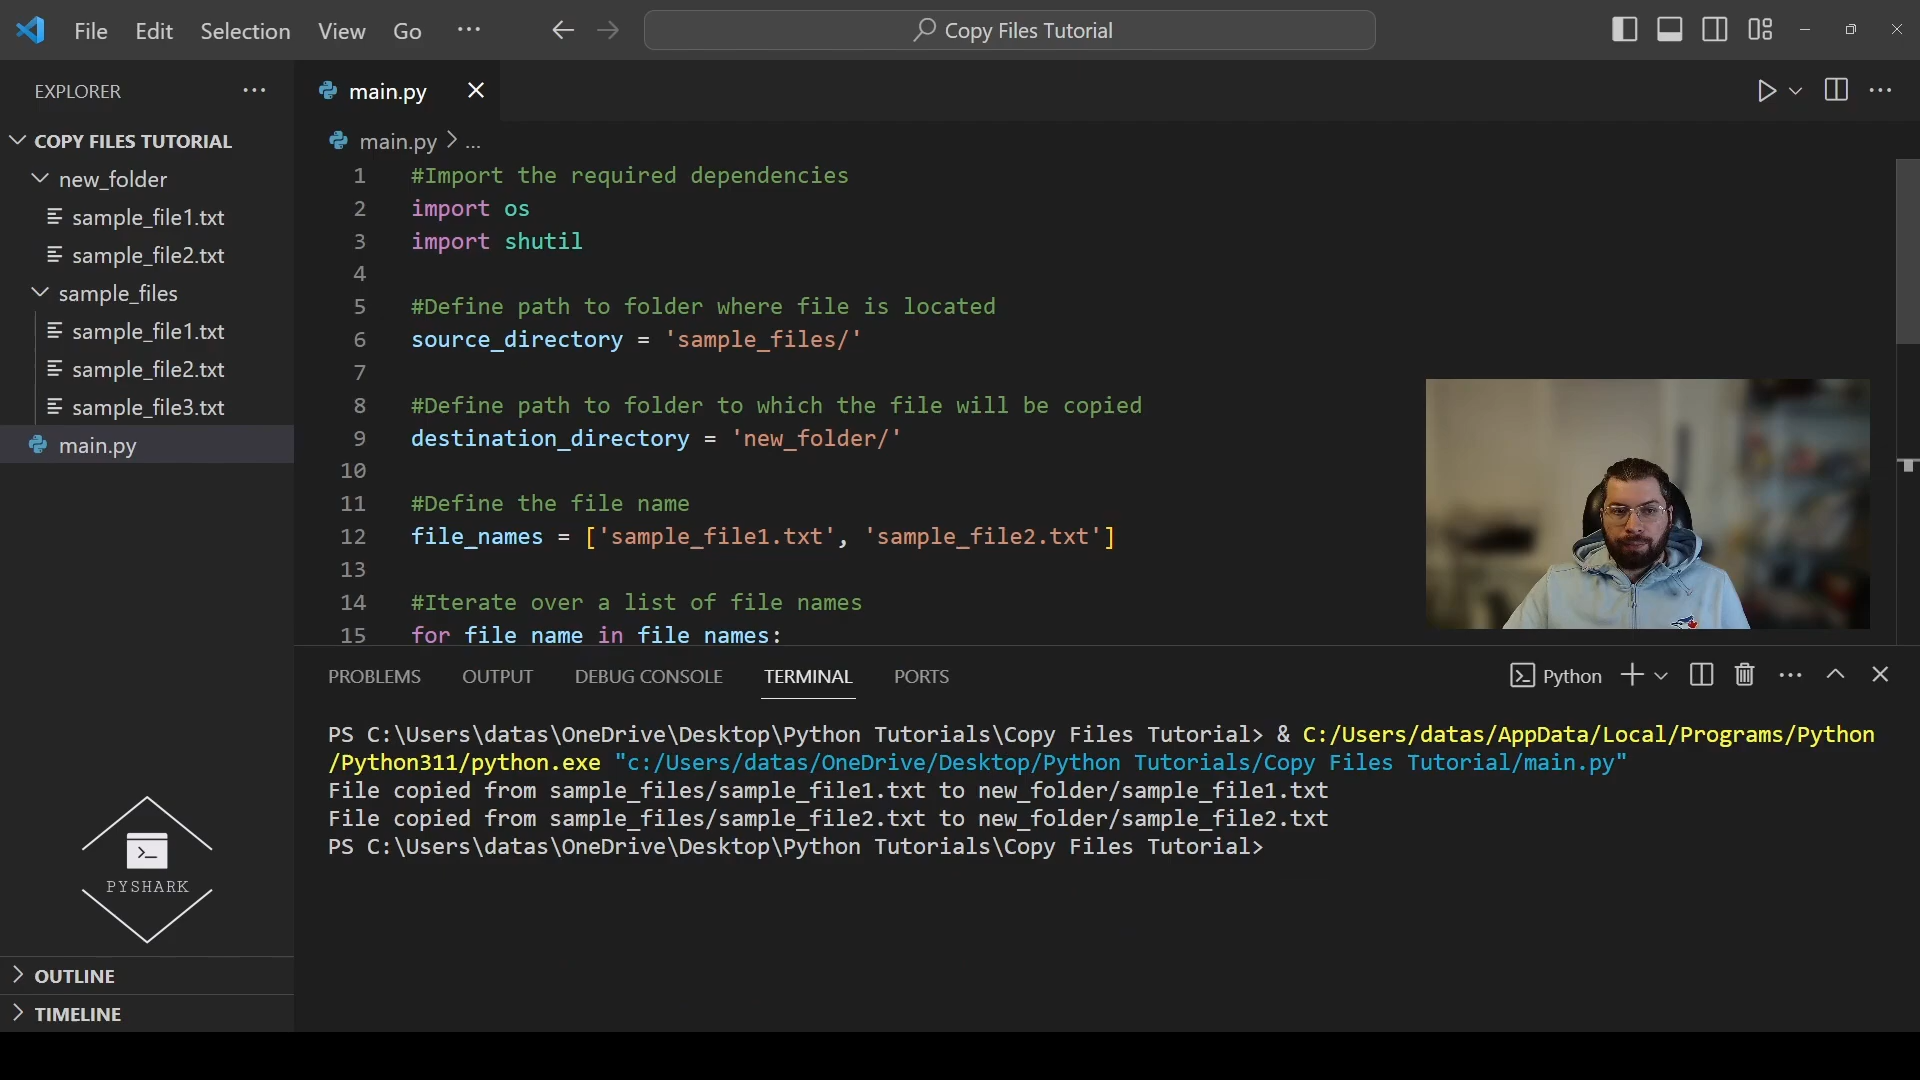 File Edit Selection View Go ···
Copy Files Tutorial
EXPLORER
COPY FILES TUTORIAL
new_folder
sample_file1.txt
sample_file2.txt
sample_files
sample_file1.txt
sample_file2.txt
sample_file3.txt
main.py
PYSHARK
OUTLINE
TIMELINE
main.py
main.py > ...
1 #Import the required dependencies
2 import os
3 import shutil
4
5 #Define path to folder where file is located
6 source_directory = 'sample_files/'
7
8 #Define path to folder to which the file will be copied
9 destination_directory = 'new_folder/'
10
11 #Define the file name
12 file_names = ['sample_file1.txt', 'sample_file2.txt']
13
14 #Iterate over a list of file names
15 for file_name in file_names:
PROBLEMS OUTPUT DEBUG CONSOLE TERMINAL PORTS
Python
PS C:\Users\datas\OneDrive\Desktop\Python Tutorials\Copy Files Tutorial> & C:/Users/datas/AppData/Local/Programs/Python
/Python311/python.exe "c:/Users/datas/OneDrive/Desktop/Python Tutorials/Copy Files Tutorial/main.py"
File copied from sample_files/sample_file1.txt to new_folder/sample_file1.txt
File copied from sample_files/sample_file2.txt to new_folder/sample_file2.txt
PS C:\Users\datas\OneDrive\Desktop\Python Tutorials\Copy Files Tutorial>